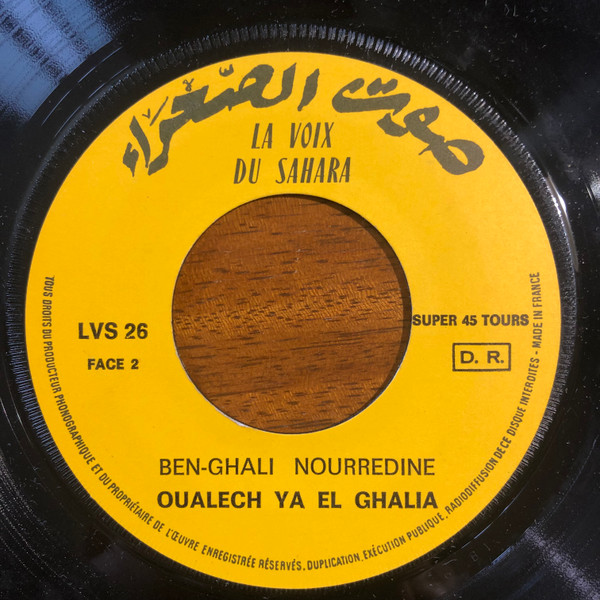 صوت الصحراء
LA VOIX
DU SAHARA
LVS 26
FACE 2
SUPER 45 TOURS
D. R.
BEN-GHALI NOURREDINE
OUALECH YA EL GHALIA
TOUS DROITS DU PRODUCTEUR PHONOGRAPHIQUE ET DU PROPRIÉTAIRE DE L'ŒUVRE ENREGISTRÉE RÉSERVÉS. DUPLICATION. EXÉCUTION PUBLIQUE. RADIODIFFUSION DE CE DISQUE INTERDITES - MADE IN FRANCE